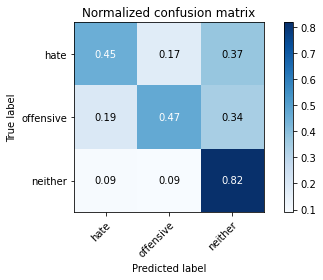 Normalized confusion matrix
True label
hate
offensive
neither
0.45 0.17 0.37
0.19 0.47 0.34
0.09 0.09 0.82
hate
offensive
neither
Predicted label
0.8
0.7
0.6
0.5
0.4
0.3
0.2
0.1